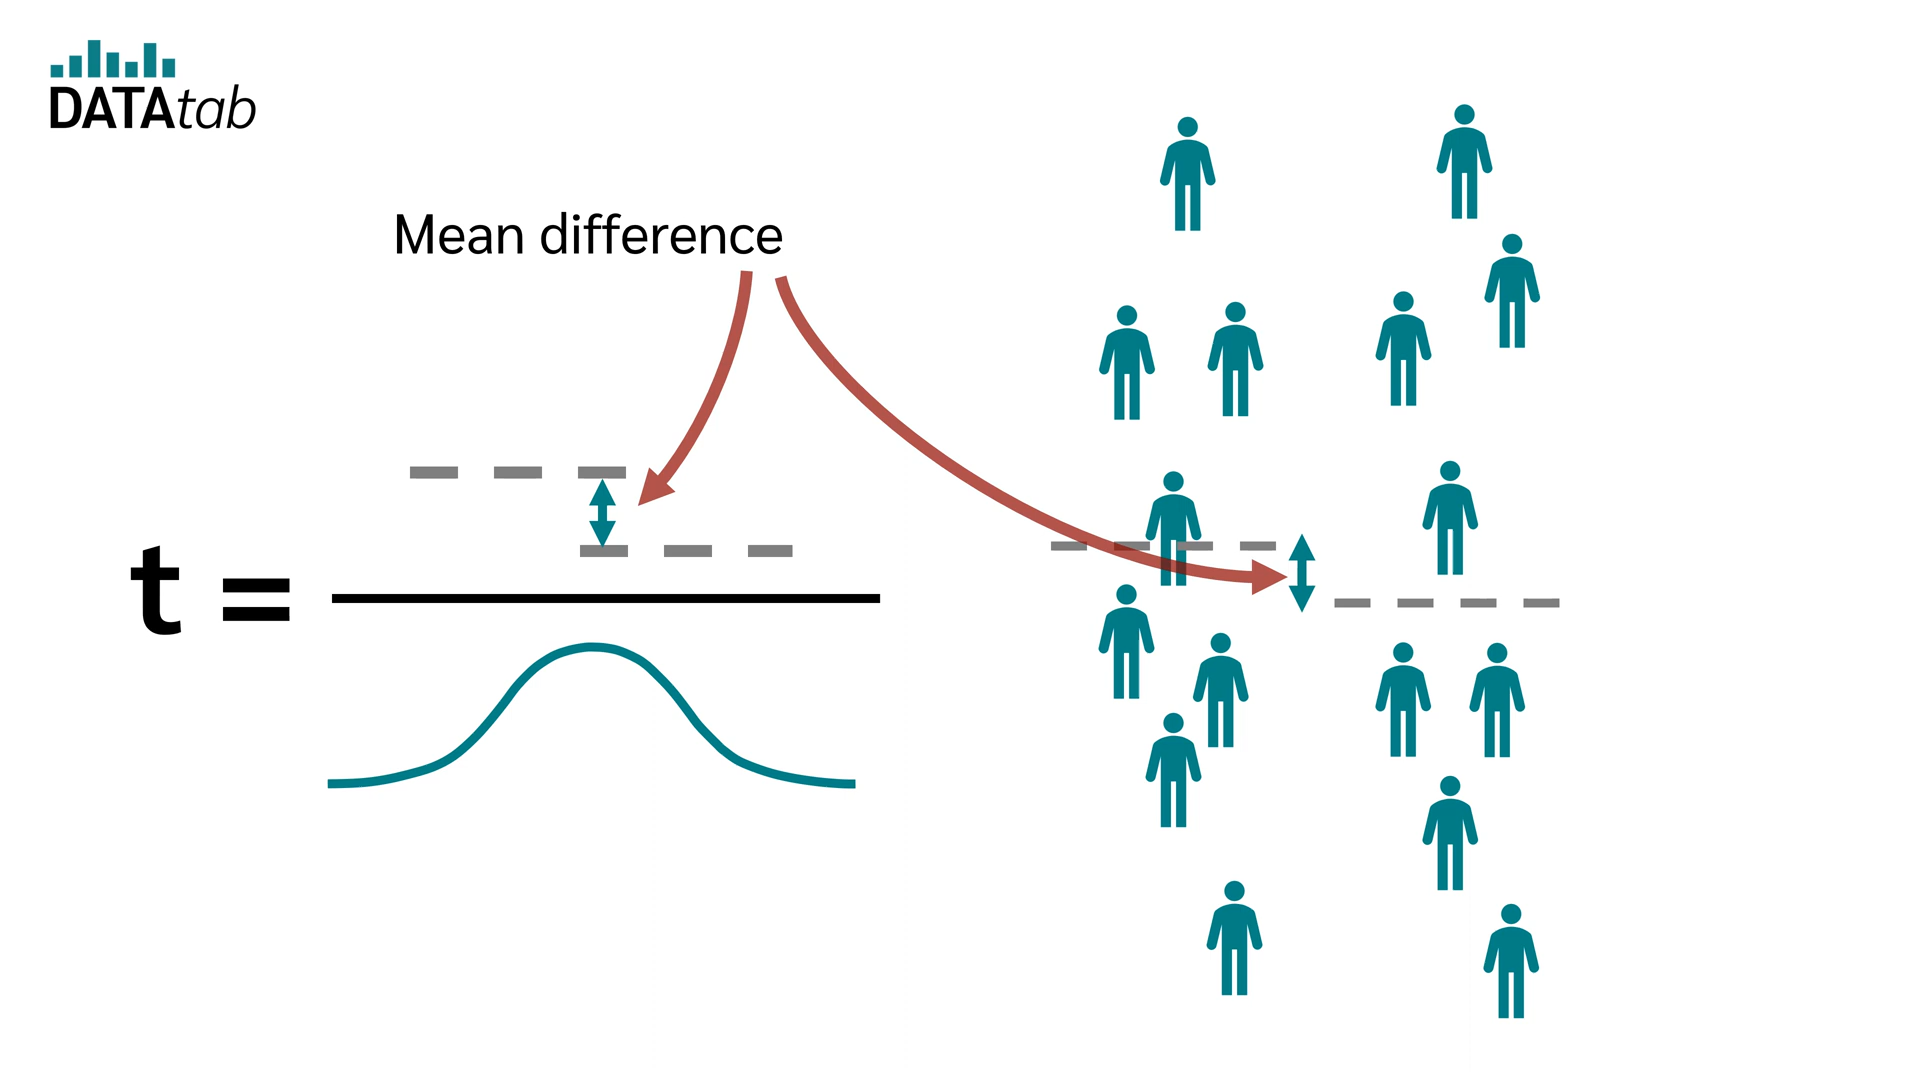 DATAtab
Mean difference
t =